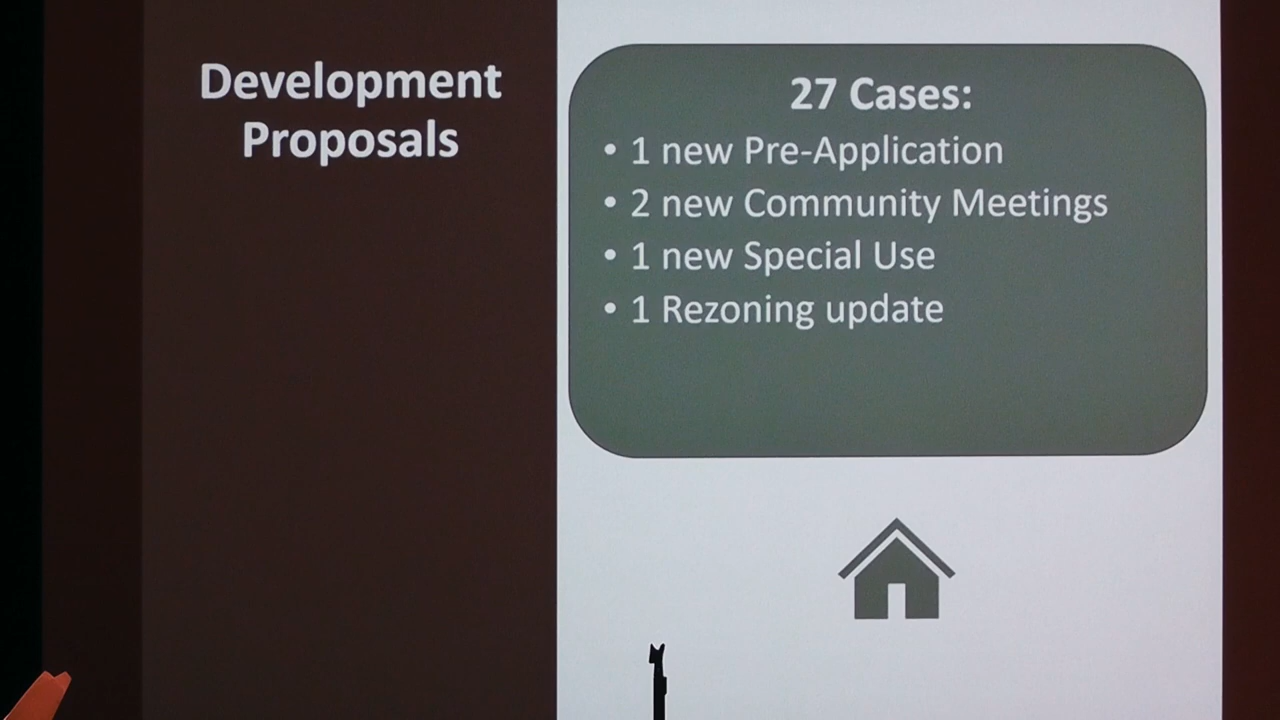 Development
Proposals
27 Cases:
• 1 new Pre-Application
• 2 new Community Meetings
• 1 new Special Use
• 1 Rezoning update